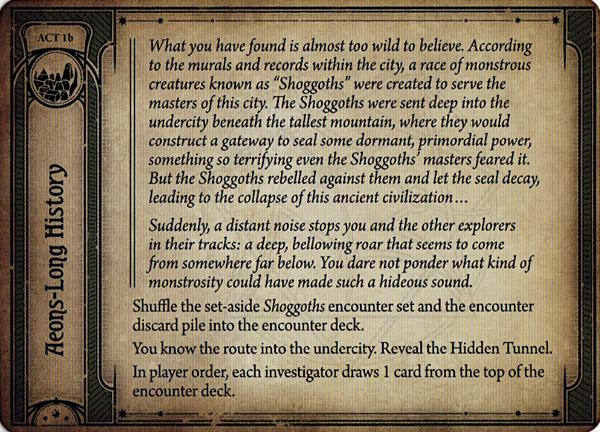 ACT 1b
Aeons-Long History
What you have found is almost too wild to believe. According
to the murals and records within the city, a race of monstrous
creatures known as “Shoggoths” were created to serve the
masters of this city. The Shoggoths were sent deep into the
undercity beneath the tallest mountain, where they would
construct a gateway to seal some dormant, primordial power,
something so terrifying even the Shoggoths’ masters feared it.
But the Shoggoths rebelled against them and let the seal decay,
leading to the collapse of this ancient civilization…
Suddenly, a distant noise stops you and the other explorers
in their tracks: a deep, bellowing roar that seems to come
from somewhere far below. You dare not ponder what kind of
monstrosity could have made such a hideous sound.
Shuffle the set-aside Shoggoths encounter set and the encounter
discard pile into the encounter deck.
You know the route into the undercity. Reveal the Hidden Tunnel.
In player order, each investigator draws 1 card from the top of the
encounter deck.